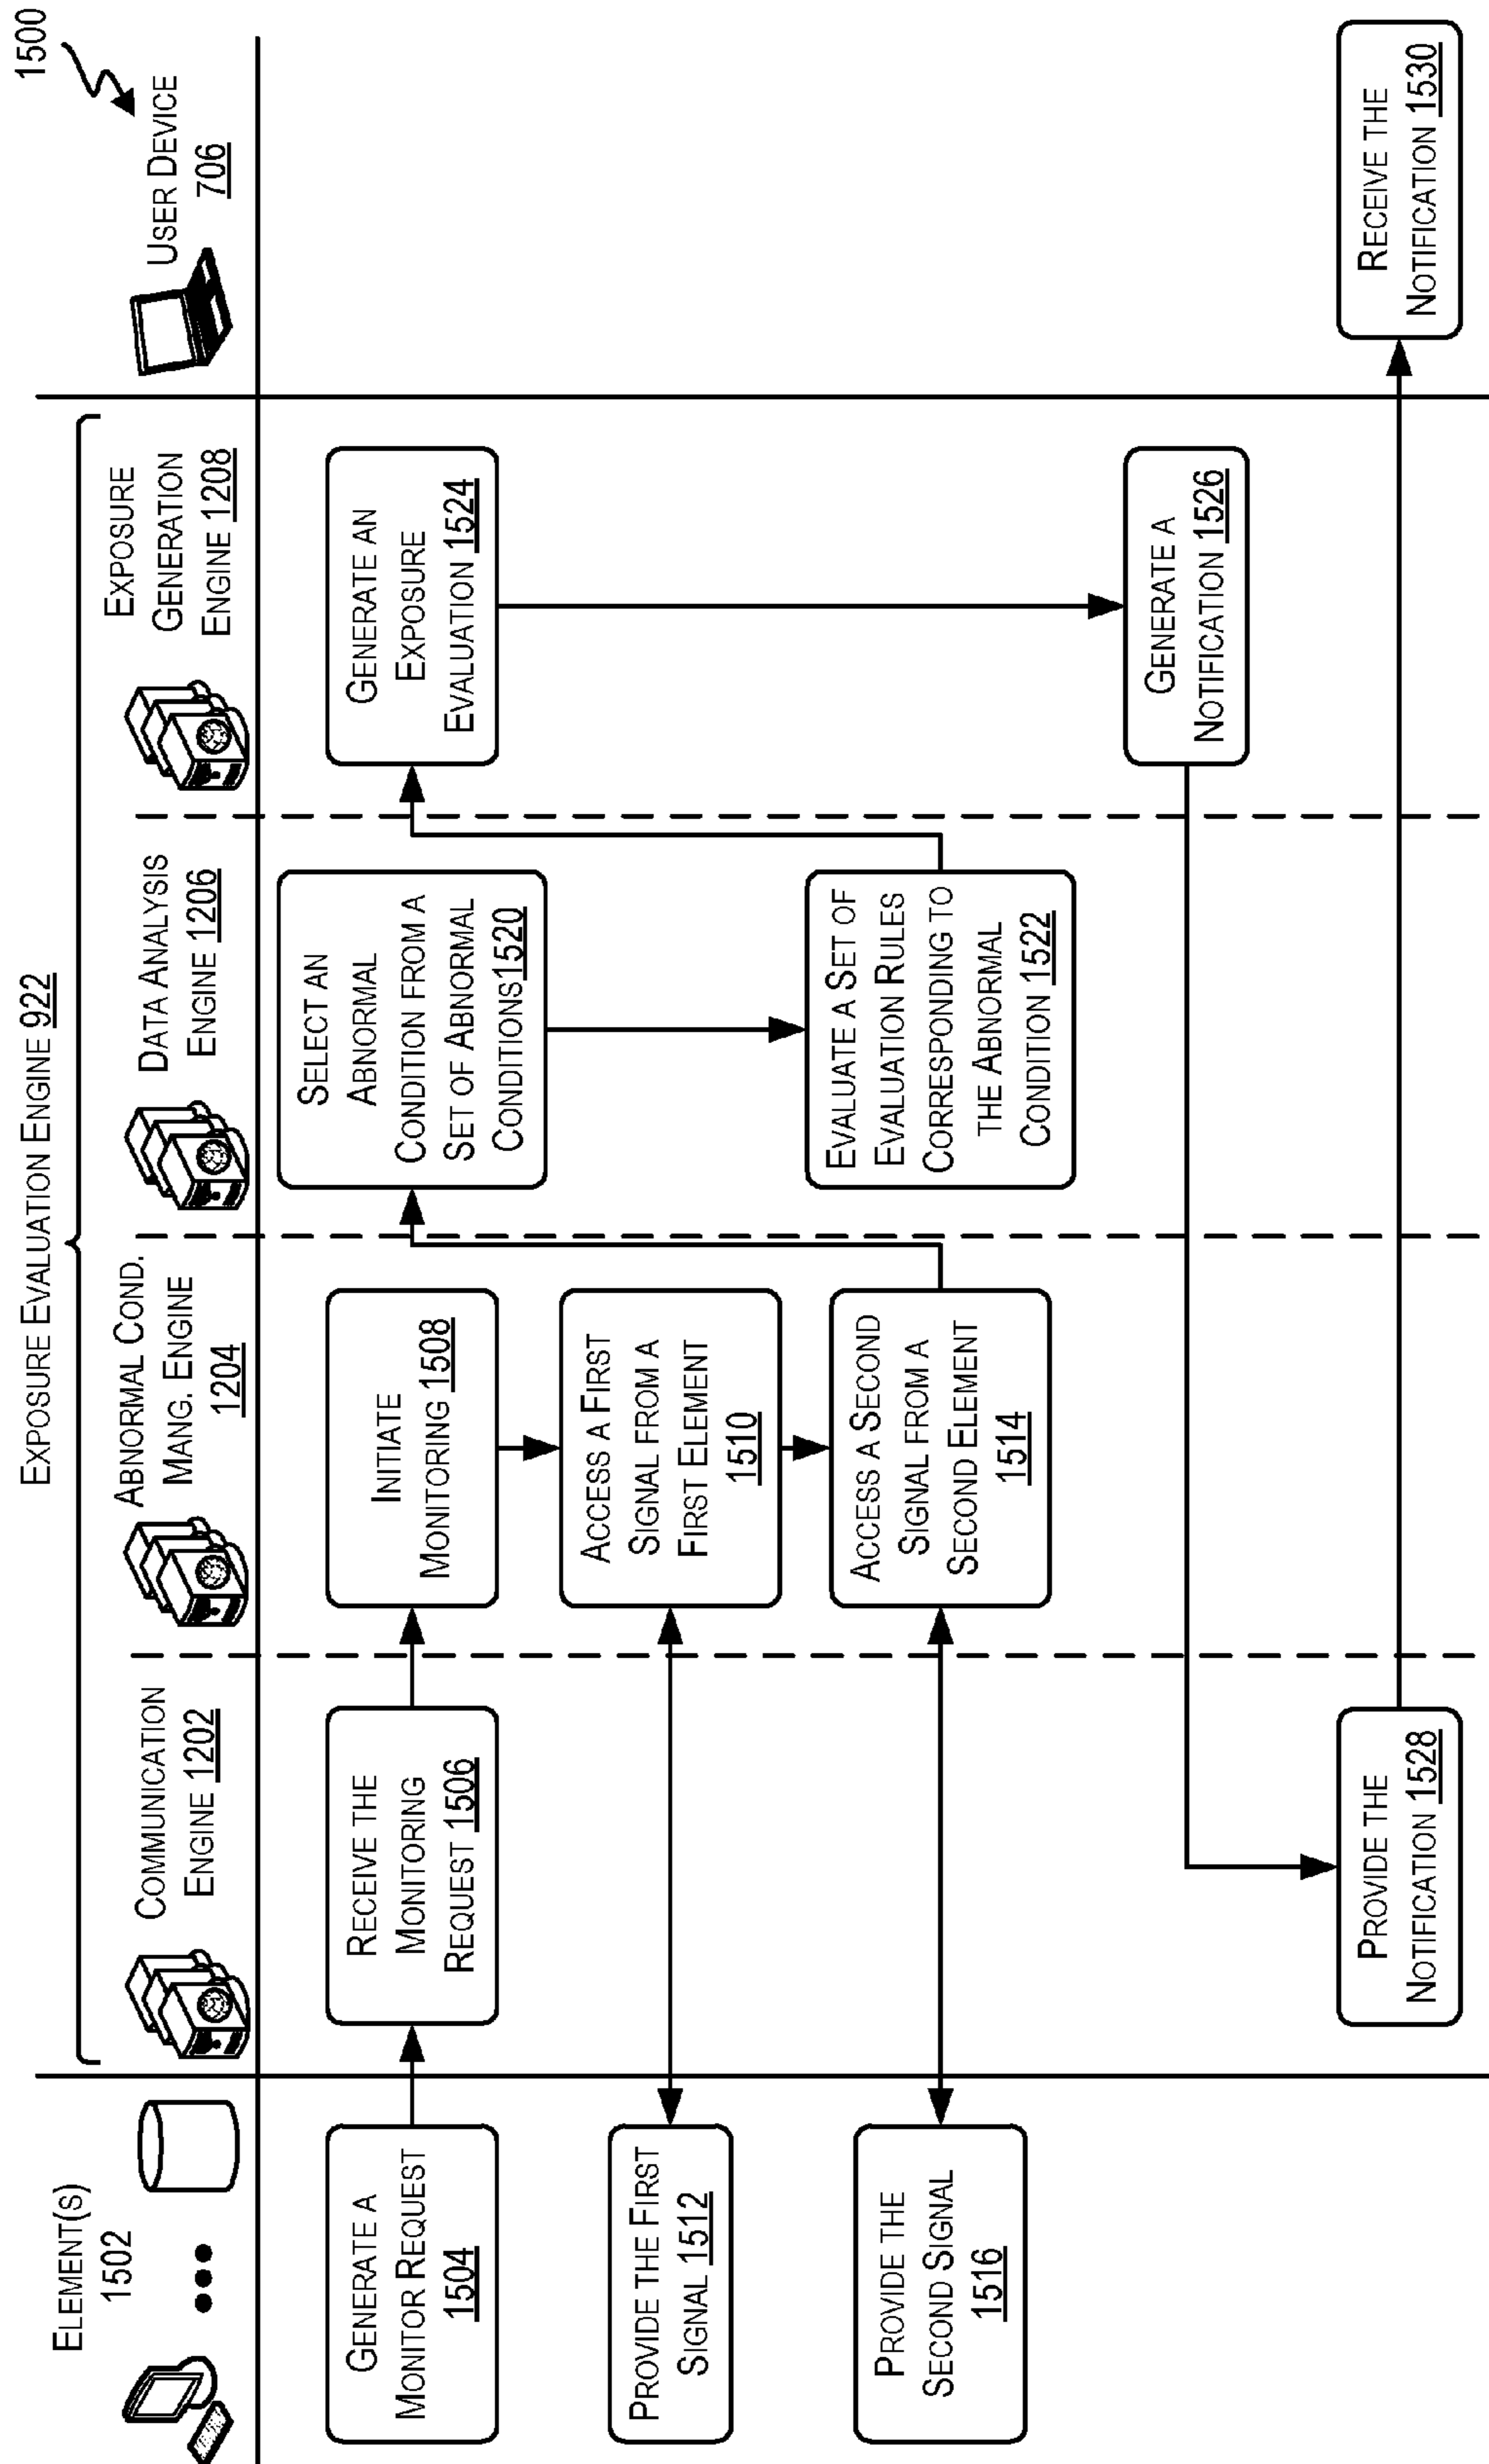 1500
EXPOSURE EVALUATION ENGINE 922
ELEMENT(S)
1502
COMMUNICATION
ENGINE 1202
ABNORMAL COND.
MANG. ENGINE
1204
DATA ANALYSIS
ENGINE 1206
EXPOSURE
GENERATION
ENGINE 1208
USER DEVICE
706
GENERATE A
MONITOR REQUEST
1504
RECEIVE THE
MONITORING
REQUEST 1506
INITIATE
MONITORING 1508
SELECT AN
ABNORMAL
CONDITION FROM A
SET OF ABNORMAL
CONDITIONS1520
GENERATE AN
EXPOSURE
EVALUATION 1524
PROVIDE THE FIRST
SIGNAL 1512
ACCESS A FIRST
SIGNAL FROM A
FIRST ELEMENT
1510
PROVIDE THE
SECOND SIGNAL
1516
ACCESS A SECOND
SIGNAL FROM A
SECOND ELEMENT
1514
EVALUATE A SET OF
EVALUATION RULES
CORRESPONDING TO
THE ABNORMAL
CONDITION 1522
GENERATE A
NOTIFICATION 1526
PROVIDE THE
NOTIFICATION 1528
RECEIVE THE
NOTIFICATION 1530